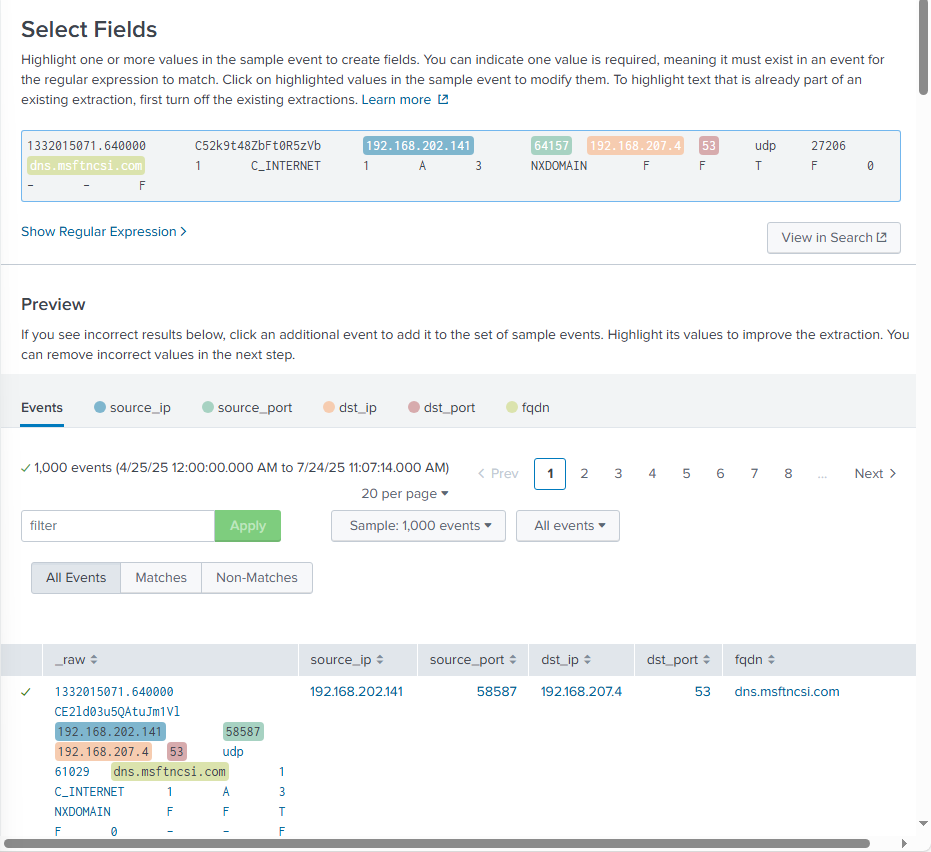 Select Fields
Highlight one or more values in the sample event to create fields. You can indicate one value is required, meaning it must exist in an event for
the regular expression to match. Click on highlighted values in the sample event to modify them. To highlight text that is already part of an
existing extraction, first turn off the existing extractions. Learn more
1332015071.640000 C52k9t48ZbFt0R5zVb 192.168.202.141 64157 192.168.207.4 53 udp 27206
dns.msftncsi.com 1 C_INTERNET 1 A 3 NXDOMAIN F F T F 0
- - F
Show Regular Expression >
View in Search
Preview
If you see incorrect results below, click an additional event to add it to the set of sample events. Highlight its values to improve the extraction. You
can remove incorrect values in the next step.
Events source_ip source_port dst_ip dst_port fqdn
✓ 1,000 events (4/25/25 12:00:00.000 AM to 7/24/25 11:07:14.000 AM) < Prev 1 2 3 4 5 6 7 8 ... Next >
20 per page
filter Apply Sample: 1,000 events All events
All Events Matches Non-Matches
_raw source_ip source_port dst_ip dst_port fqdn
✓ 1332015071.640000 192.168.202.141 58587 192.168.207.4 53 dns.msftncsi.com
CE2ld03u5QAtuJm1Vl
192.168.202.141 58587
192.168.207.4 53 udp
61029 dns.msftncsi.com 1
C_INTERNET 1 A 3
NXDOMAIN F F T
F 0 - - F